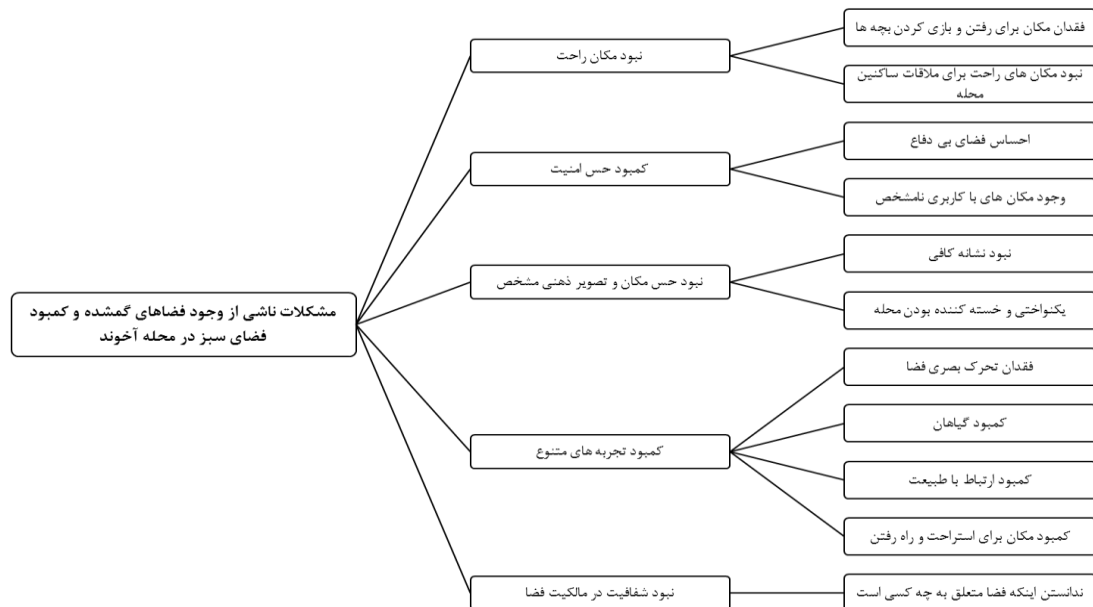 مشکلات ناشی از وجود فضاهای گمشده و کمبود
فضای سبز در محله آخوند
نبود مکان راحت
فقدان مکان برای رفتن و بازی کردن بچه ها
نبود مکان های راحت برای ملاقات ساکنین
محله
کمبود حس امنیت
احساس فضای بی دفاع
وجود مکان های با کاربری نامشخص
نبود حس مکان و تصویر ذهنی مشخص
نبود نشانه کافی
یکنواختی و خسته کننده بودن محله
کمبود تجربه های متنوع
فقدان تحرک بصری فضا
کمبود گیاهان
کمبود ارتباط با طبیعت
کمبود مکان برای استراحت و راه رفتن
نبود شفافیت در مالکیت فضا
ندانستن اینکه فضا متعلق به چه کسی است